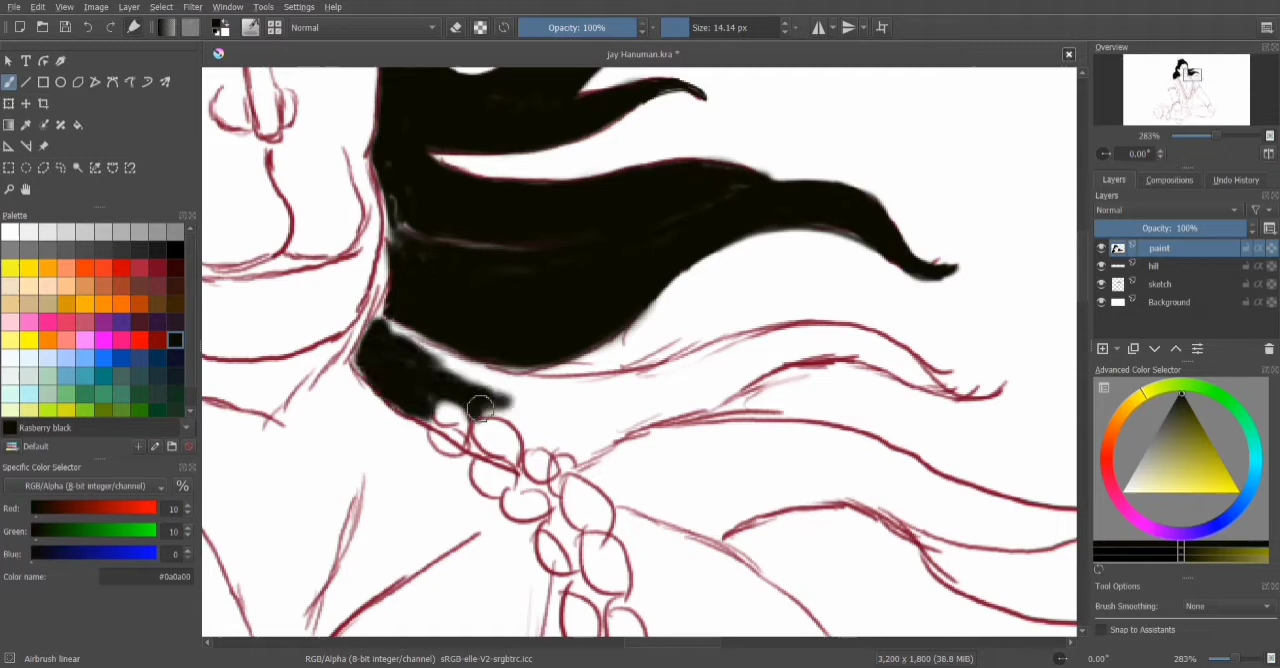 File Edit View Image Layer Select Filter Tools Settings Help
Normal Opacity: 100% Size: 14.14 px
jay Hanuman.kra *
Overview
283%
0.00°
Layers Compositions Undo History
Layers
Normal
Opacity: 100%
paint
hill
sketch
Background
Advanced Color Selector
Tool Options
Brush Smoothing: None
Snap to Assistants
Palette
Rasberry black
Default
Specific Color Selector
RGB/Alpha (8-bit integer/channel) %
Red: 10
Green: 10
Blue: 0
Color name: #0a0a00
Airbrush linear RGB/Alpha (8-bit integer/channel) sRGB-elle-V2-srgbtrc.icc 3,200 x 1,800 (38.8 MiB) 0.00° 283%